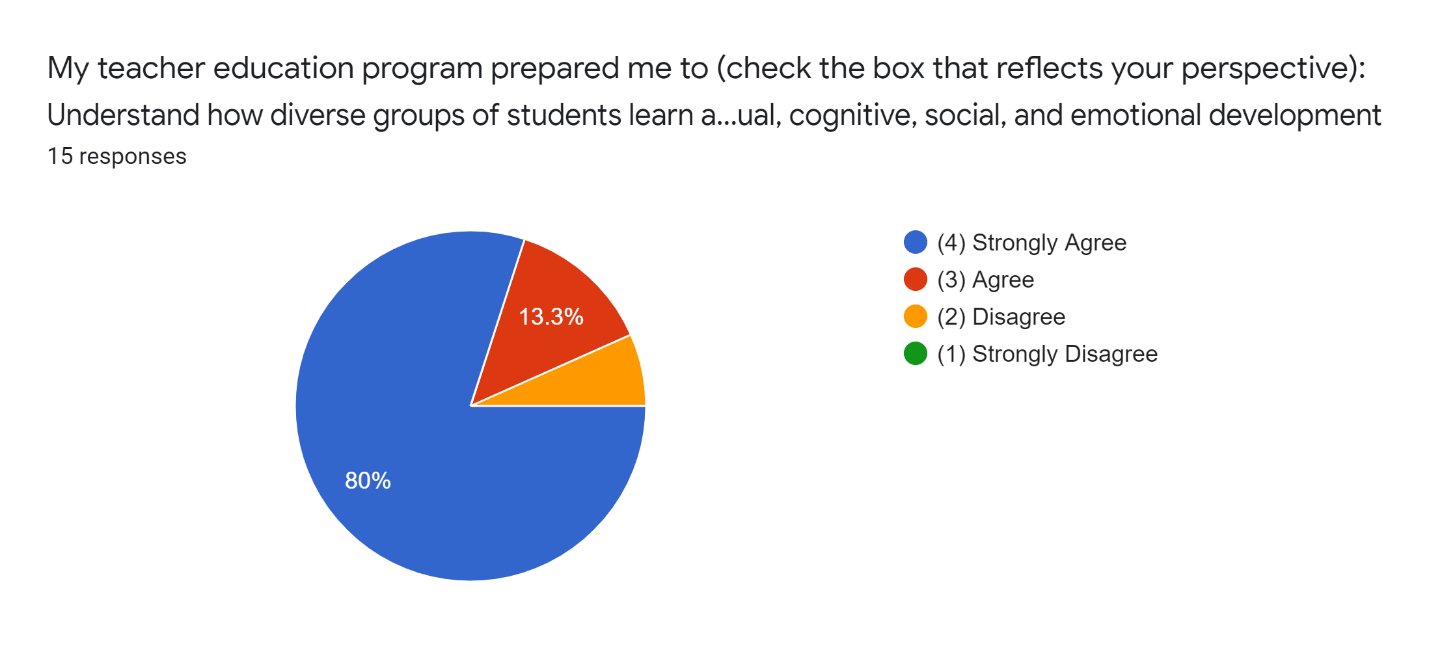 My teacher education program prepared me to (check the box that reflects your perspective):
Understand how diverse groups of students learn a...ual, cognitive, social, and emotional development
15 responses
(4) Strongly Agree
(3) Agree
(2) Disagree
(1) Strongly Disagree
13.3%
80%